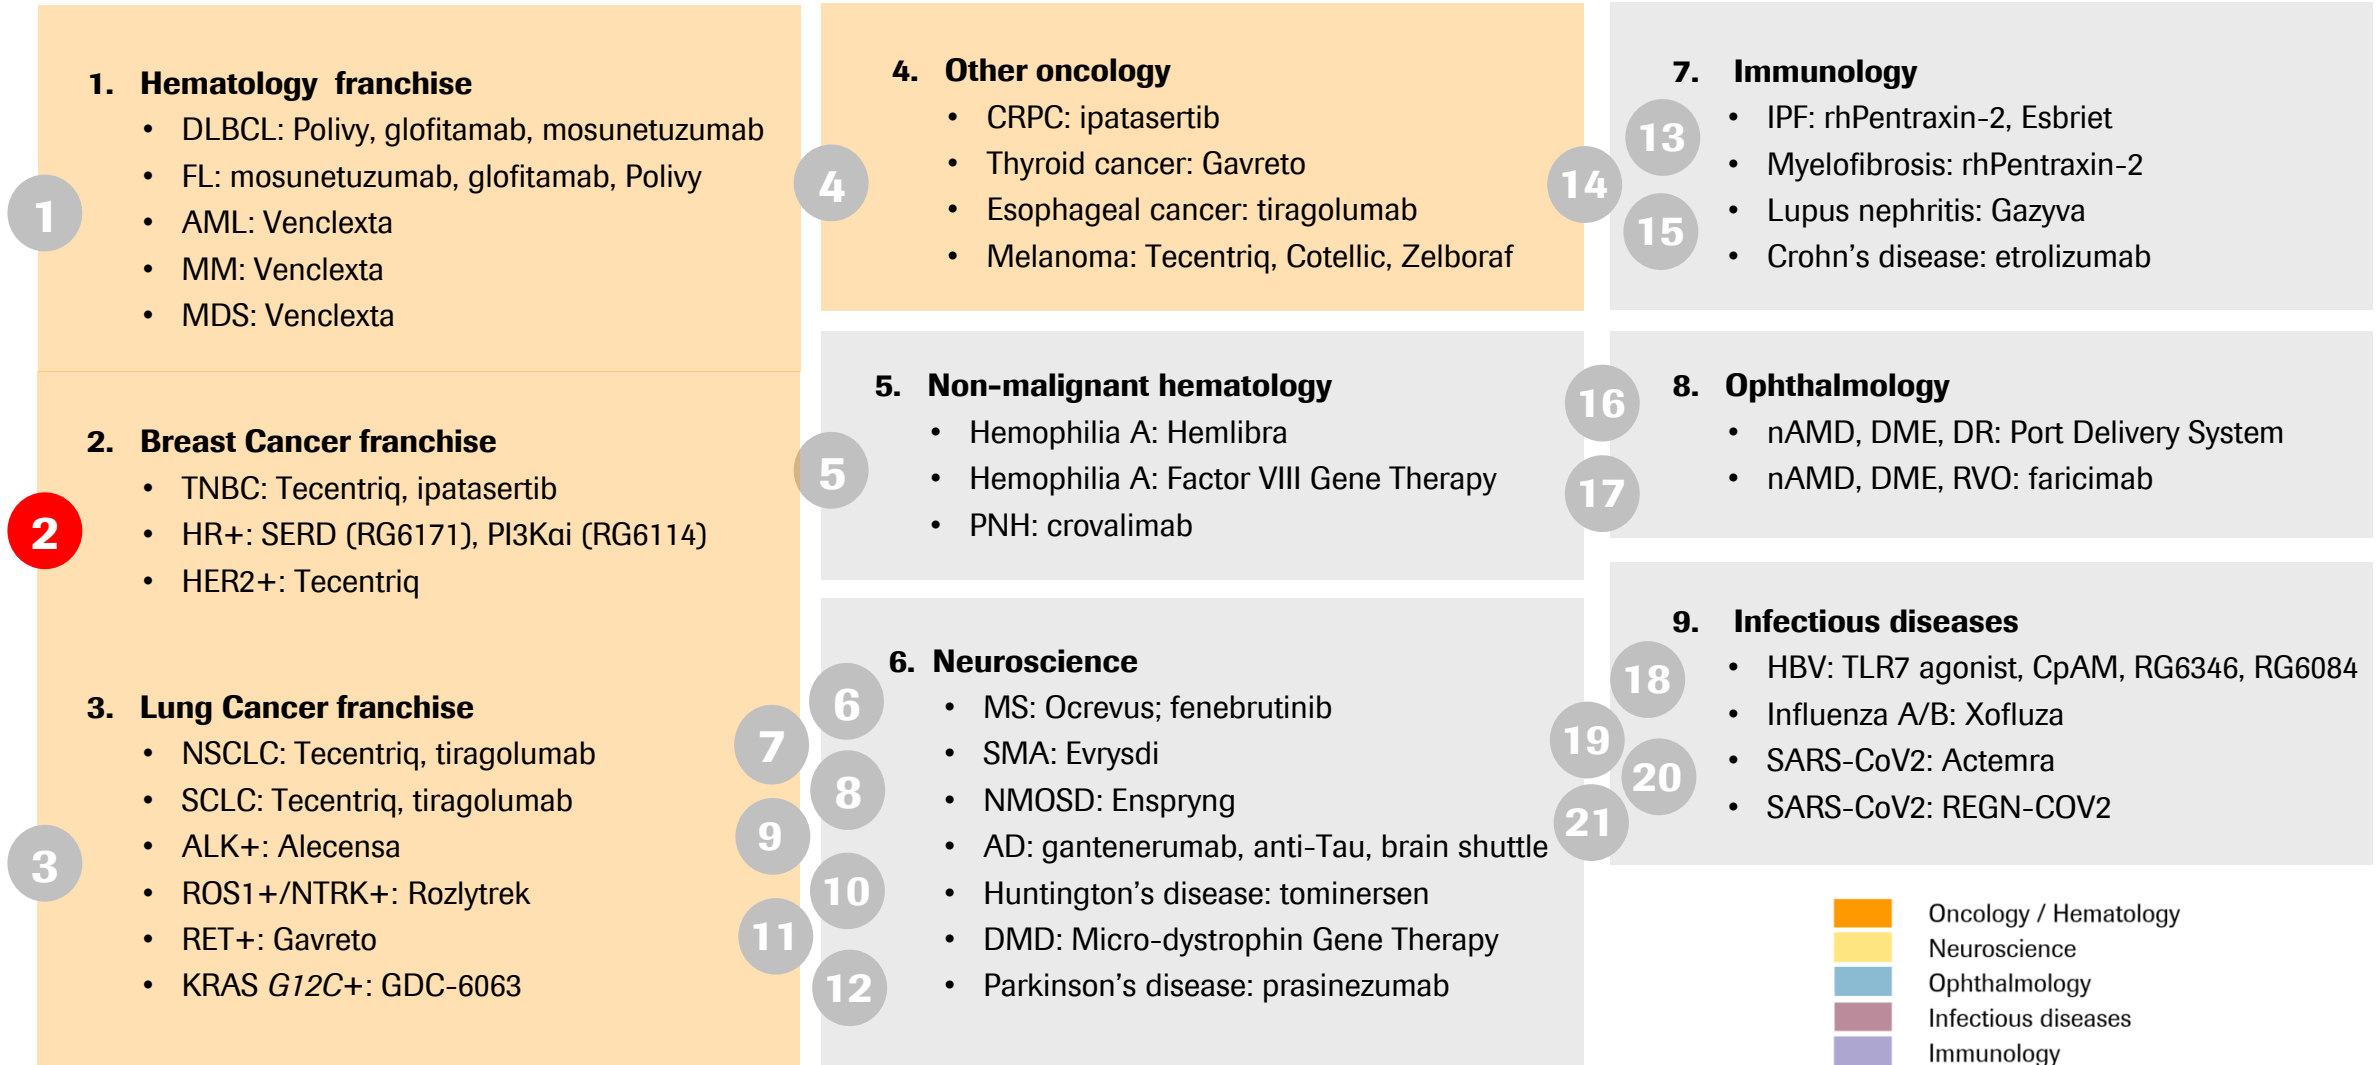 1. Hematology franchise
• DLBCL: Polivy, glofitamab, mosunetuzumab
• FL: mosunetuzumab, glofitamab, Polivy
• AML: Venclexta
• MM: Venclexta
• MDS: Venclexta
1
2. Breast Cancer franchise
• TNBC: Tecentriq, ipatasertib
• HR+: SERD (RG6171), PI3Kαi (RG6114)
• HER2+: Tecentriq
2
3. Lung Cancer franchise
• NSCLC: Tecentriq, tiragolumab
• SCLC: Tecentriq, tiragolumab
• ALK+: Alecensa
• ROS1+/NTRK+: Rozlytrek
• RET+: Gavreto
• KRAS G12C+: GDC-6063
3
4. Other oncology
• CRPC: ipatasertib
• Thyroid cancer: Gavreto
• Esophageal cancer: tiragolumab
• Melanoma: Tecentriq, Cotellic, Zelboraf
4
5. Non-malignant hematology
• Hemophilia A: Hemlibra
• Hemophilia A: Factor VIII Gene Therapy
• PNH: crovalimab
5
6. Neuroscience
• MS: Ocrevus; fenebrutinib
• SMA: Evrysdi
• NMOSD: Enspryng
• AD: gantenerumab, anti-Tau, brain shuttle
• Huntington's disease: tominersen
• DMD: Micro-dystrophin Gene Therapy
• Parkinson's disease: prasinezumab
6
7
8
9
10
11
12
7. Immunology
• IPF: rhPentraxin-2, Esbriet
• Myelofibrosis: rhPentraxin-2
• Lupus nephritis: Gazyva
• Crohn's disease: etrolizumab
13
14
15
8. Ophthalmology
• nAMD, DME, DR: Port Delivery System
• nAMD, DME, RVO: faricimab
16
17
9. Infectious diseases
• HBV: TLR7 agonist, CpAM, RG6346, RG6084
• Influenza A/B: Xofluza
• SARS-CoV2: Actemra
• SARS-CoV2: REGN-COV2
18
19
20
21
Oncology / Hematology
Neuroscience
Ophthalmology
Infectious diseases
Immunology